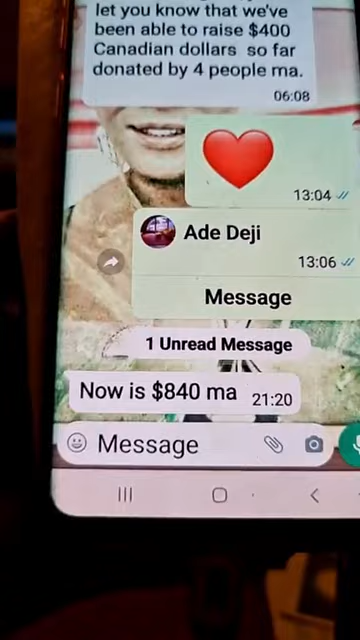 let you know that we've
been able to raise $400
Canadian dollars so far
donated by 4 people ma.
06:08
13:04
Ade Deji
13:06
Message
1 Unread Message
Now is $840 ma 21:20
Message